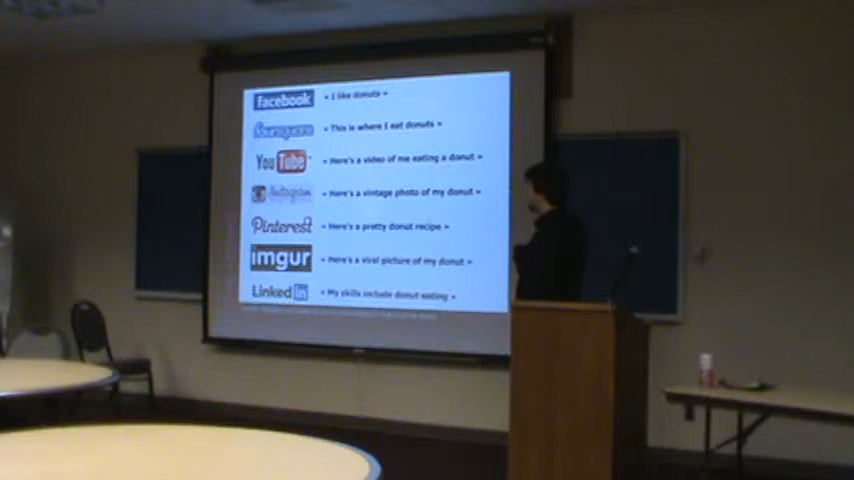 Facebook « I like donuts »
foursquare « This is where I eat donuts »
YouTube « Here's a video of me eating a donut »
Instagram « Here's a vintage photo of my donut »
Pinterest « Here's a pretty donut recipe »
imgur « Here's a viral picture of my donut »
Linked in « My skills include donut eating »